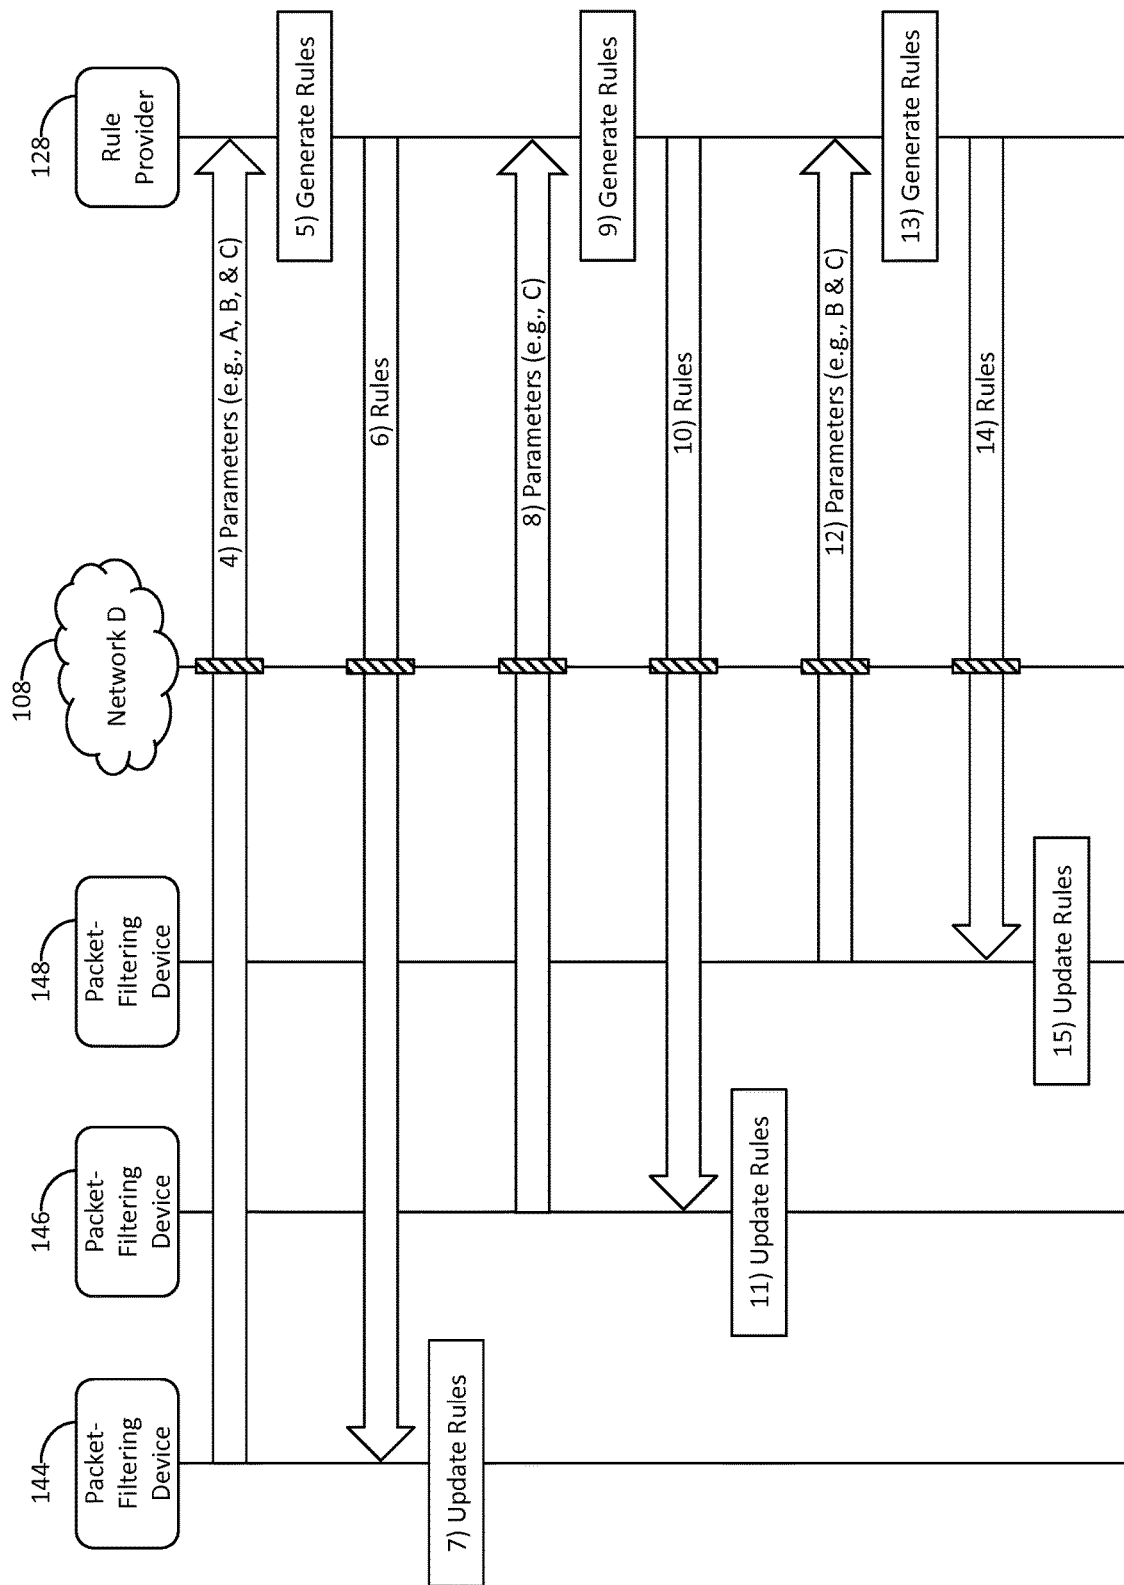 144
Packet-
Filtering
Device
146
Packet-
Filtering
Device
148
Packet-
Filtering
Device
108
Network D
128
Rule
Provider
4) Parameters (e.g., A, B, & C)
5) Generate Rules
6) Rules
7) Update Rules
8) Parameters (e.g., C)
9) Generate Rules
10) Rules
11) Update Rules
12) Parameters (e.g., B & C)
13) Generate Rules
14) Rules
15) Update Rules